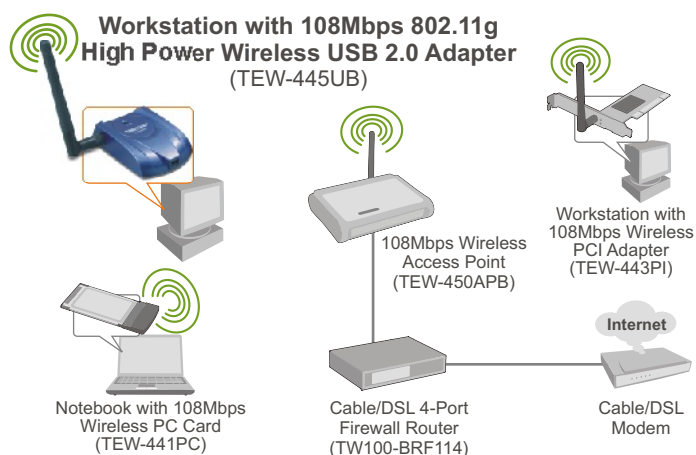 Workstation with 108Mbps 802.11g
High Power Wireless USB 2.0 Adapter
(TEW-445UB)
Workstation with
108Mbps Wireless
PCI Adapter
(TEW-443PI)
108Mbps Wireless
Access Point
(TEW-450APB)
Internet
Notebook with 108Mbps
Wireless PC Card
(TEW-441PC)
Cable/DSL 4-Port
Firewall Router
(TW100-BRF114)
Cable/DSL
Modem